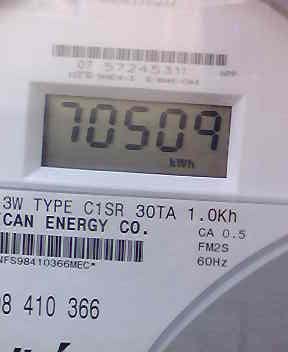 07 57245311
70509
kWh
3W TYPE C1SR 30TA 1.0Kh
CAN ENERGY CO.
CA 0.5
FM2S
NFS98410366MEC*
60Hz
98 410 366